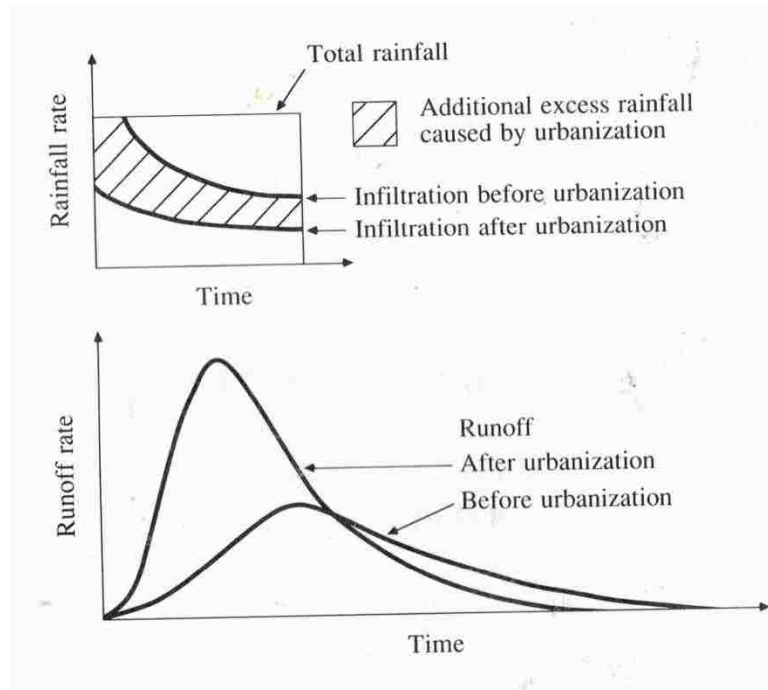 Total rainfall
Rainfall rate
Additional excess rainfall
caused by urbanization
Infiltration before urbanization
Infiltration after urbanization
Time
Runoff rate
Runoff
After urbanization
Before urbanization
Time